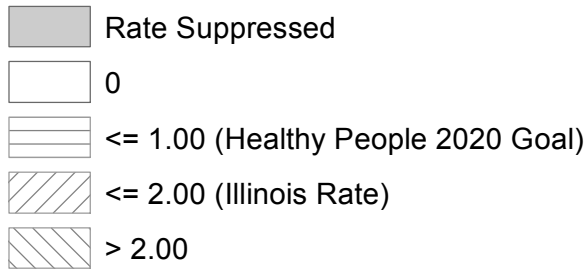 Rate Suppressed
0
<= 1.00 (Healthy People 2020 Goal)
<= 2.00 (Illinois Rate)
> 2.00